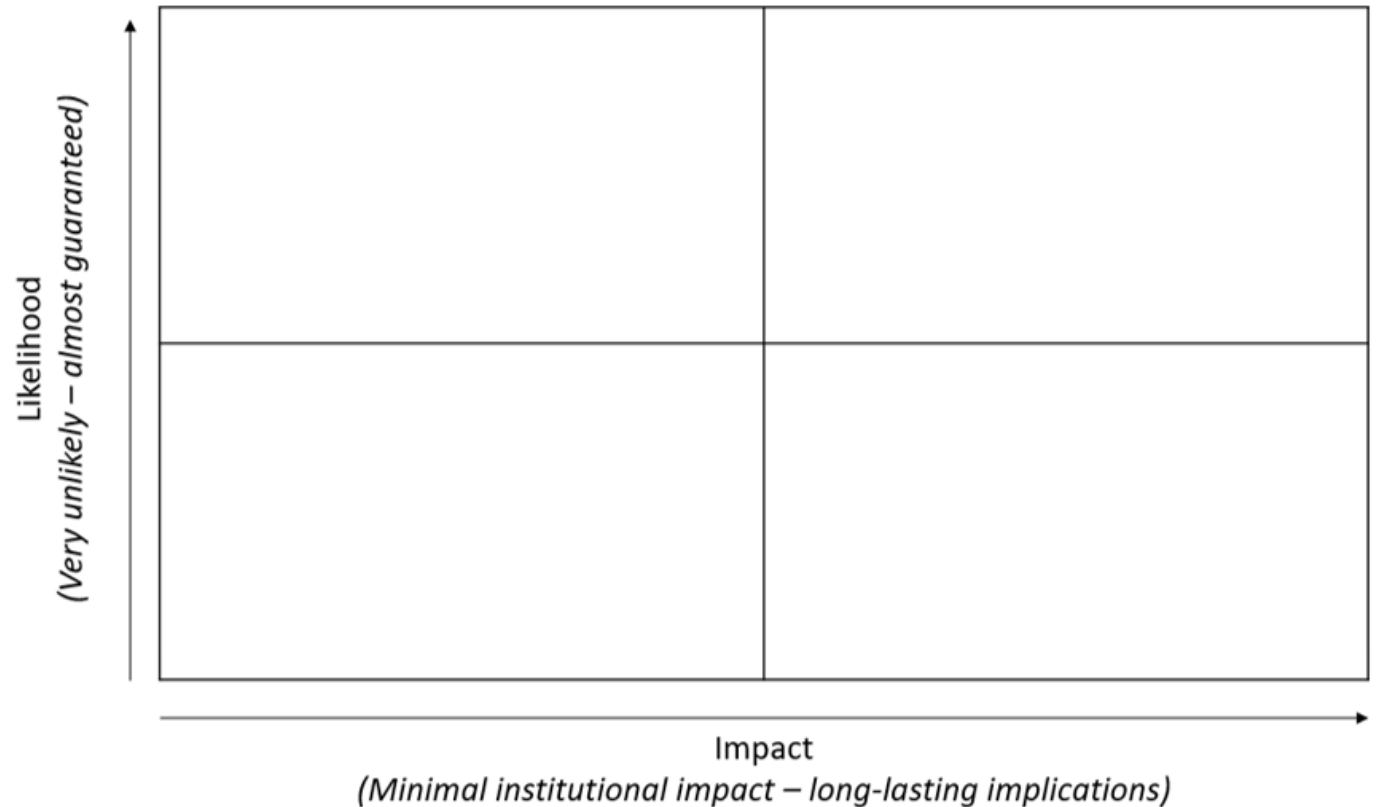 Likelihood
(Very unlikely – almost guaranteed)
Impact
(Minimal institutional impact – long-lasting implications)